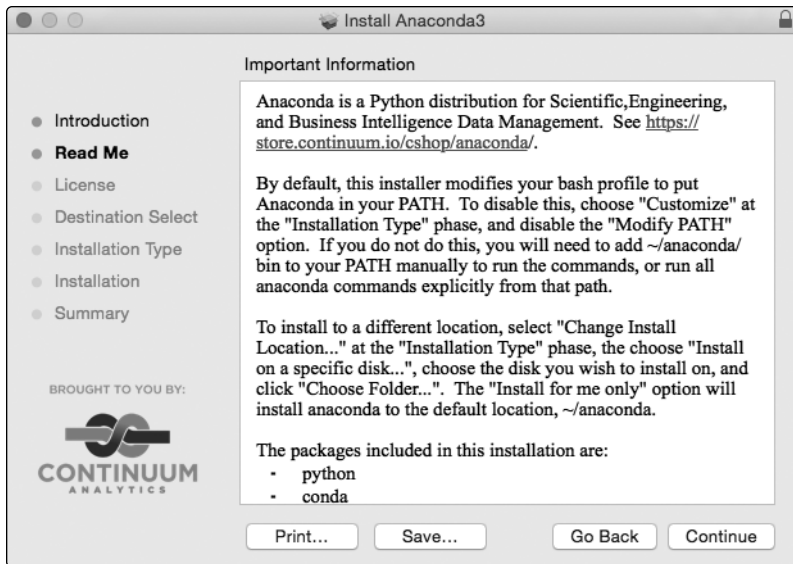 Install Anaconda3
Important Information
Introduction
Read Me
License
Destination Select
Installation Type
Installation
Summary
BROUGHT TO YOU BY:
CONTINUUM
ANALYTICS
Anaconda is a Python distribution for Scientific,Engineering,
and Business Intelligence Data Management.  See https://
store.continuum.io/cshop/anaconda/.
By default, this installer modifies your bash profile to put
Anaconda in your PATH.  To disable this, choose "Customize" at
the "Installation Type" phase, and disable the "Modify PATH"
option.  If you do not do this, you will need to add ~/anaconda/
bin to your PATH manually to run the commands, or run all
anaconda commands explicitly from that path.
To install to a different location, select "Change Install
Location..." at the "Installation Type" phase, the choose "Install
on a specific disk...", choose the disk you wish to install on, and
click "Choose Folder...".  The "Install for me only" option will
install anaconda to the default location, ~/anaconda.
The packages included in this installation are:
- python
- conda
Print... Save... Go Back Continue